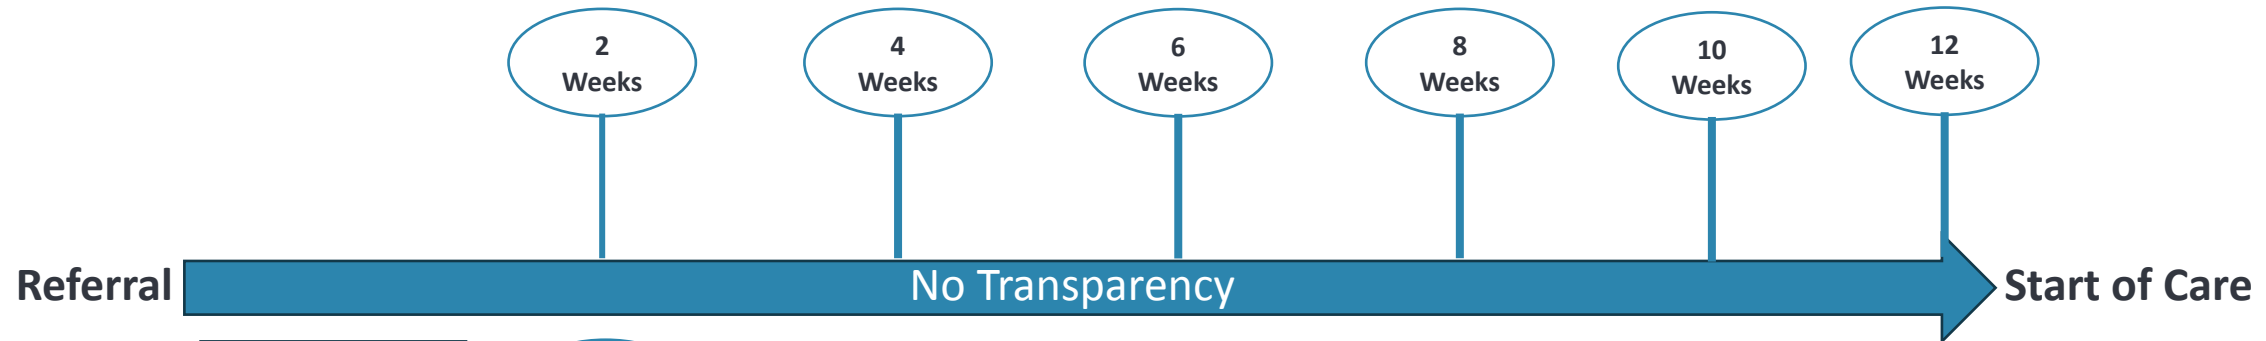 2
Weeks
4
Weeks
6
Weeks
8
Weeks
10
Weeks
12
Weeks
Referral
No Transparency
Start of Care